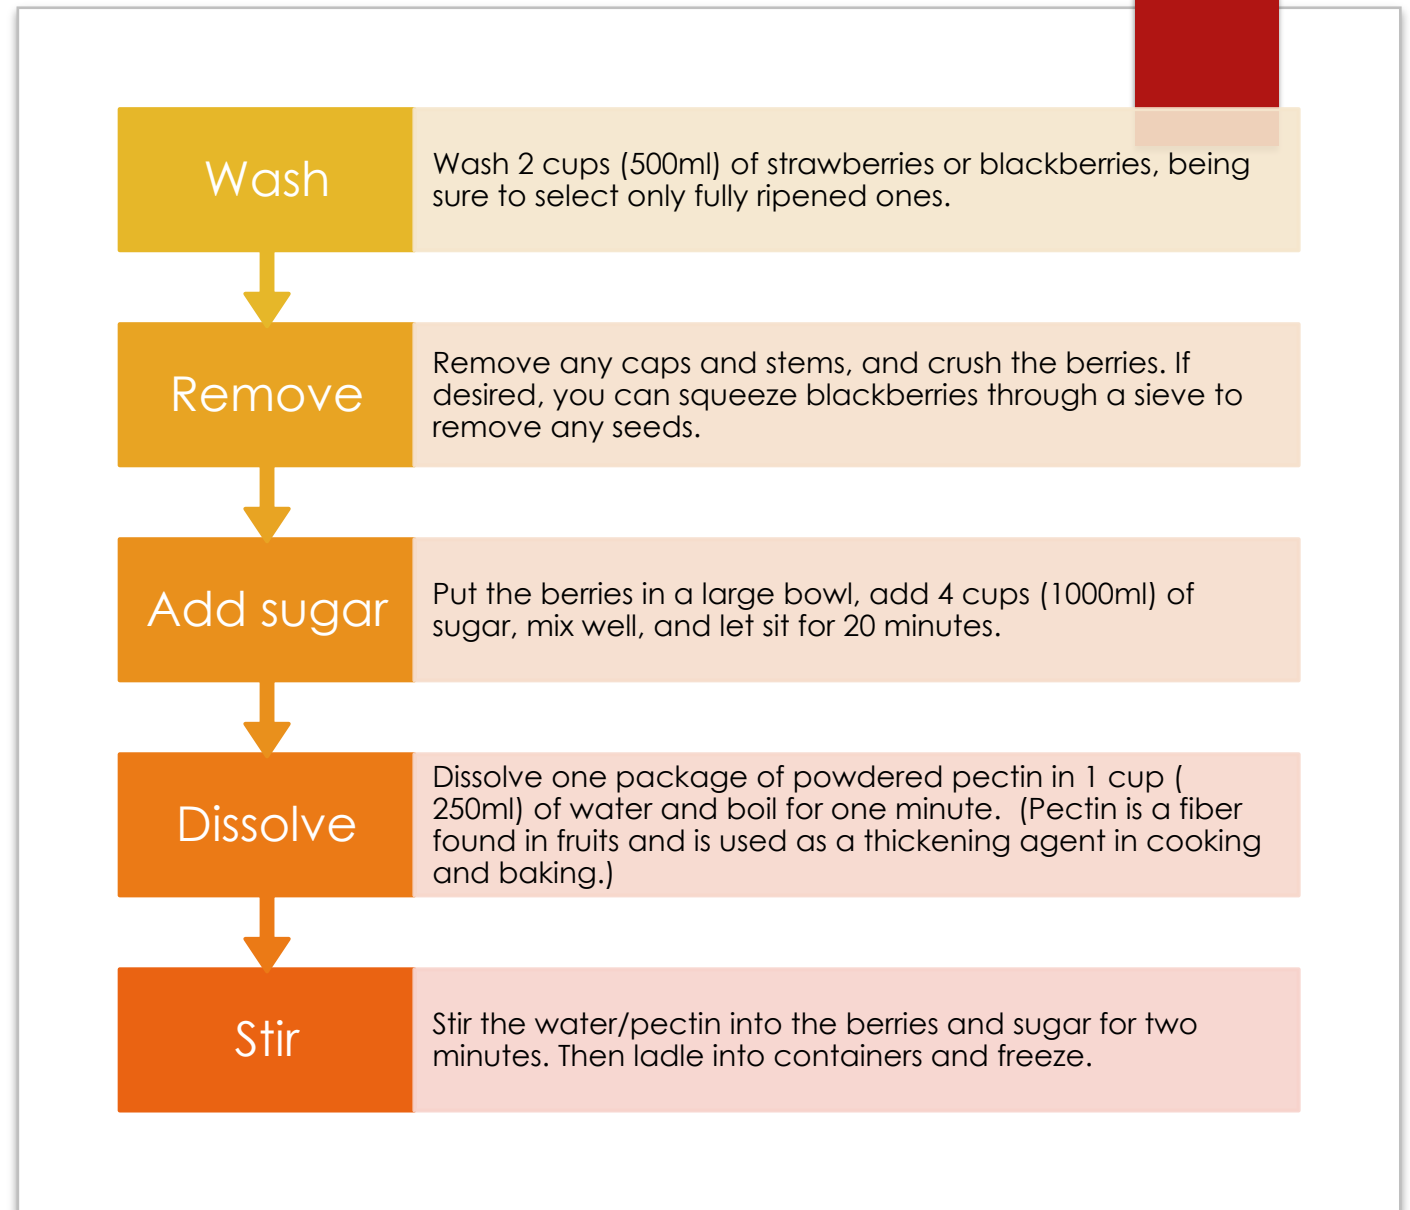 Wash
Wash 2 cups (500ml) of strawberries or blackberries, being
sure to select only fully ripened ones.
Remove
Remove any caps and stems, and crush the berries. If
desired, you can squeeze blackberries through a sieve to
remove any seeds.
Add sugar
Put the berries in a large bowl, add 4 cups (1000ml) of
sugar, mix well, and let sit for 20 minutes.
Dissolve
Dissolve one package of powdered pectin in 1 cup (
250ml) of water and boil for one minute.  (Pectin is a fiber
found in fruits and is used as a thickening agent in cooking
and baking.)
Stir
Stir the water/pectin into the berries and sugar for two
minutes. Then ladle into containers and freeze.